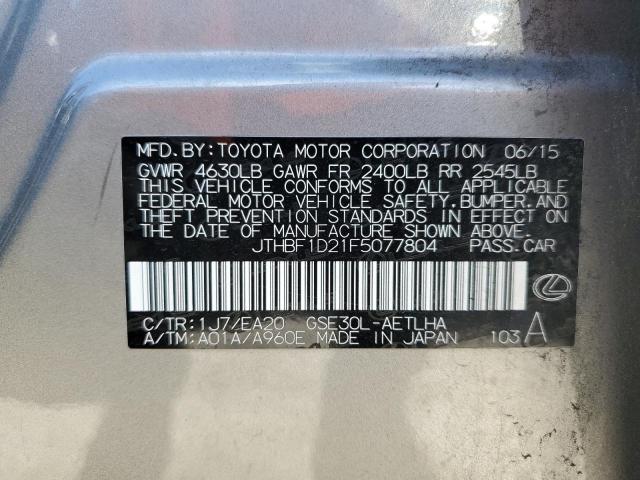 MFD.BY:TOYOTA MOTOR CORPORATION 06/15
GVWR 4630LB GAWR FR 2400LB RR 2545LB
THIS VEHICLE CONFORMS TO ALL APPLICABLE
FEDERAL MOTOR VEHICLE SAFETY,BUMPER,AND
THEFT PREVENTION STANDARDS IN EFFECT ON
THE DATE OF MANUFACTURE SHOWN ABOVE.
JTHBF1D21F5077804 PASS.CAR
C/TR:1J7/EA20 GSE30L-AETLHA
A/TM:A01A/A960E MADE IN JAPAN 103 A